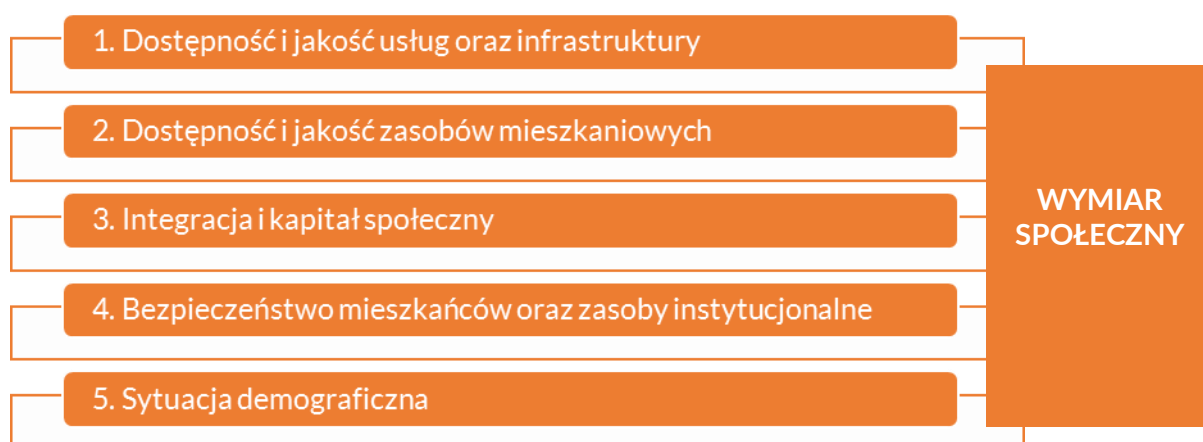 1. Dostępność i jakość usług oraz infrastruktury
2. Dostępność i jakość zasobów mieszkaniowych
3. Integracja i kapitał społeczny
4. Bezpieczeństwo mieszkańców oraz zasoby instytucjonalne
5. Sytuacja demograficzna
WYMIAR
SPOŁECZNY